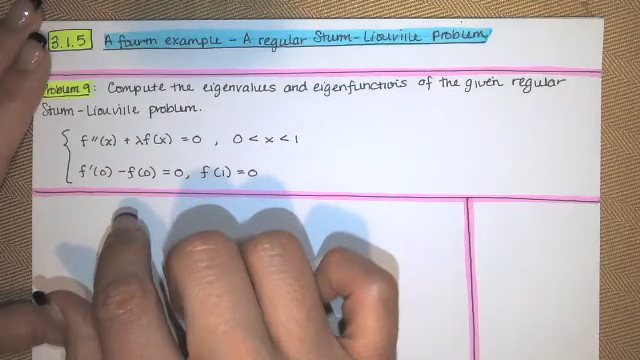 3.1.5 A fourth example - A regular Sturm-Liouville Problem
Problem 9: Compute the eigenvalues and eigenfunctions of the given regular
Sturm-Liouville problem.
f''(x) + λf(x) = 0 , 0 < x < 1
f'(0) - f(0) = 0, f(1) = 0